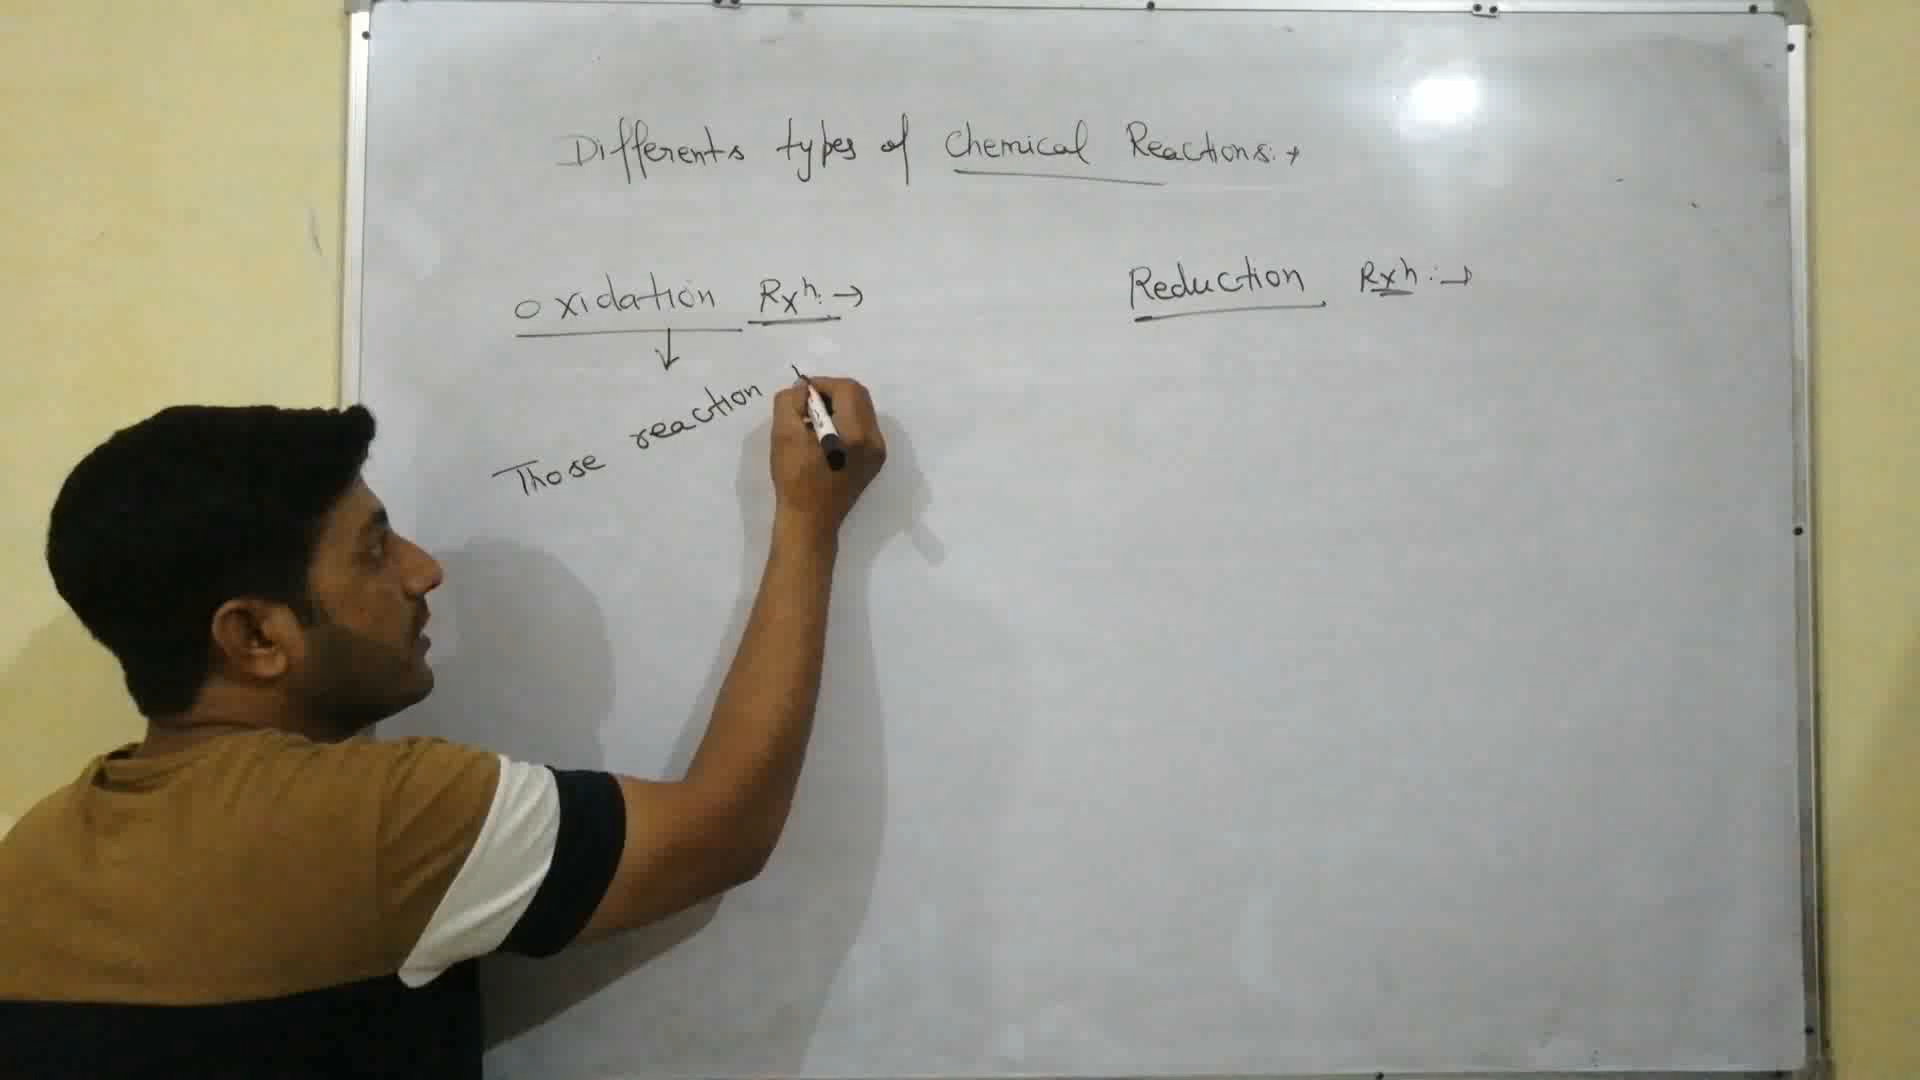 Differents types of Chemical Reactions:→
Oxidation Rxn:→
Reduction Rxn:→
Those reaction